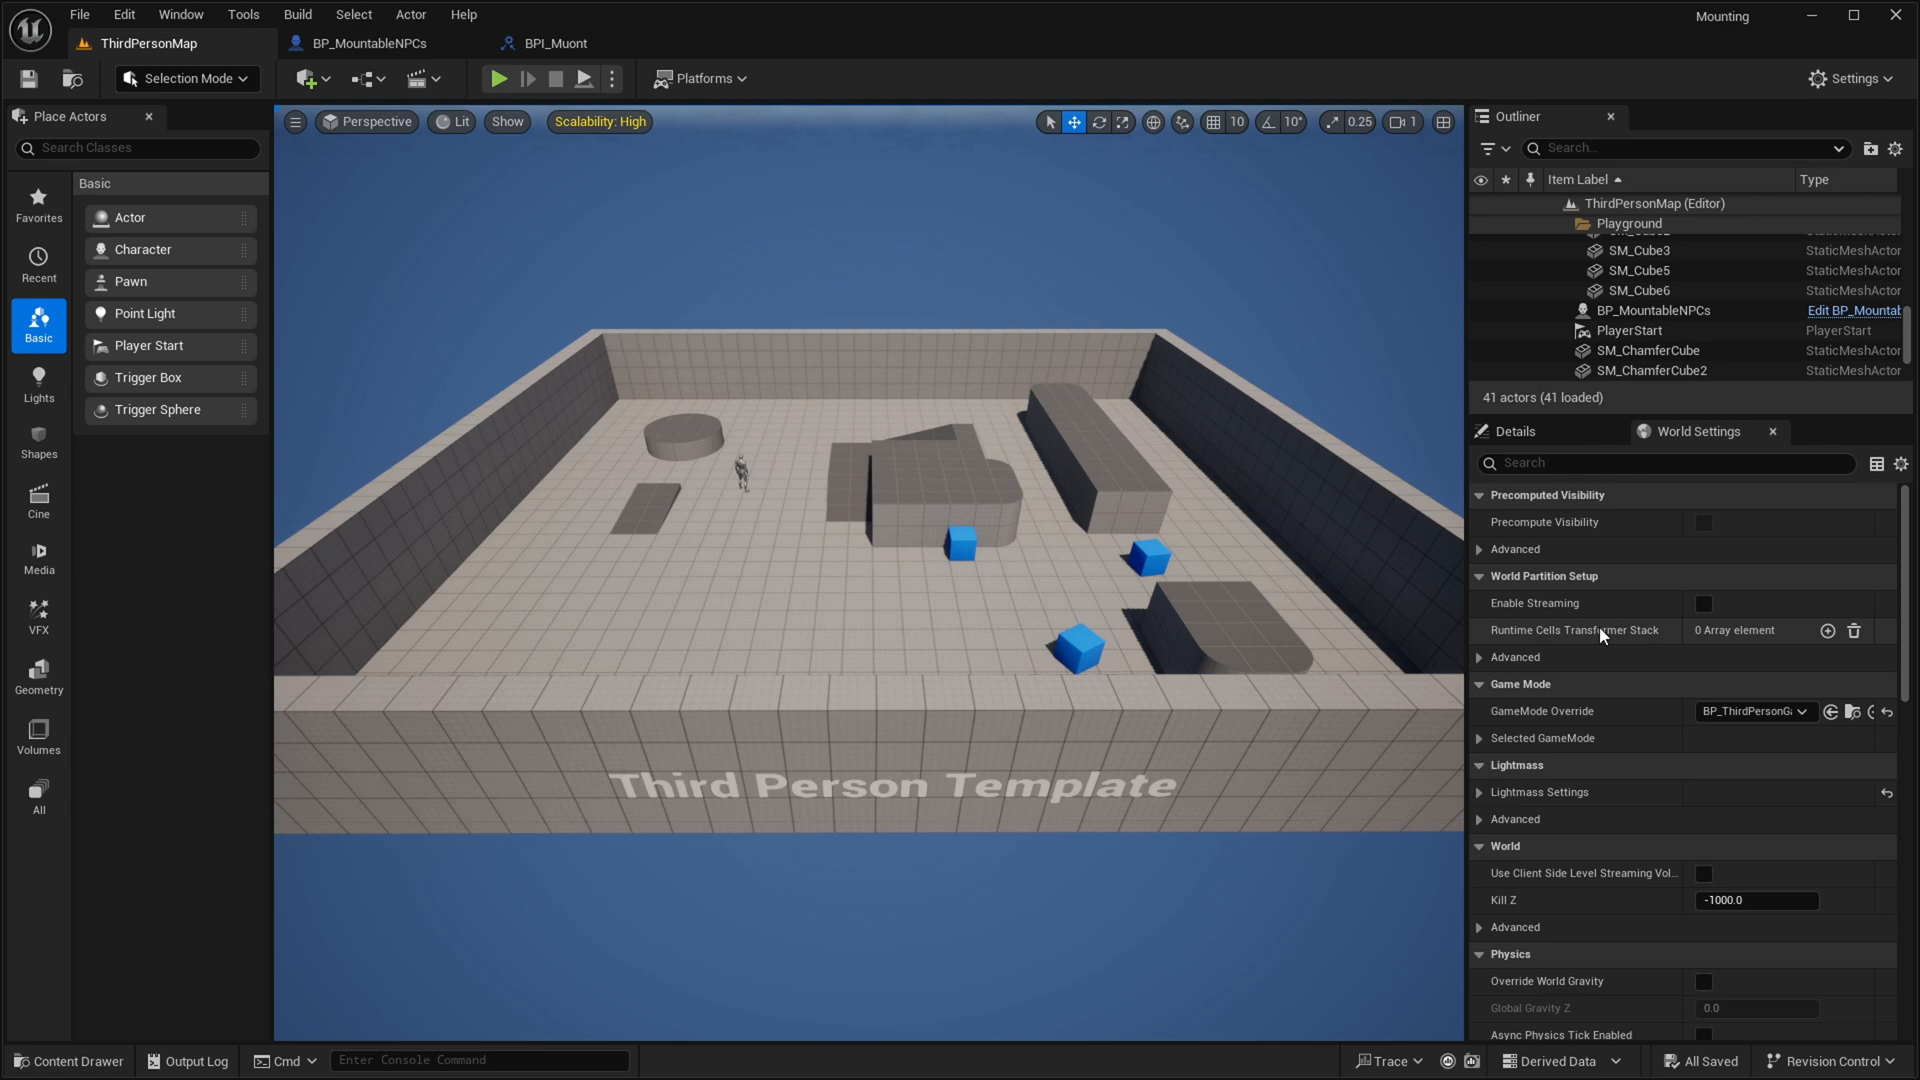 File Edit Window Tools Build Select Actor Help
Mounting
ThirdPersonMap
BP_MountableNPCs
BPI_Muont
Selection Mode
Platforms
Settings
Place Actors
Search Classes
Favorites
Recent
Basic
Lights
Shapes
Cine
Media
VFX
Geometry
Volumes
All
Basic
Actor
Character
Pawn
Point Light
Player Start
Trigger Box
Trigger Sphere
Perspective
Lit
Show
Scalability: High
10
10°
0.25
1
Third Person Template
Outliner
Search...
Item Label
Type
ThirdPersonMap (Editor)
Playground
SM_Cube3 StaticMeshActor
SM_Cube5 StaticMeshActor
SM_Cube6 StaticMeshActor
BP_MountableNPCs Edit BP_Mountab
PlayerStart PlayerStart
SM_ChamferCube StaticMeshActor
SM_ChamferCube2 StaticMeshActor
41 actors (41 loaded)
Details
World Settings
Search
Precomputed Visibility
Precompute Visibility
Advanced
World Partition Setup
Enable Streaming
Runtime Cells Transformer Stack 0 Array element
Advanced
Game Mode
GameMode Override BP_ThirdPersonGa
Selected GameMode
Lightmass
Lightmass Settings
Advanced
World
Use Client Side Level Streaming Vol...
Kill Z -1000.0
Advanced
Physics
Override World Gravity
Global Gravity Z 0.0
Async Physics Tick Enabled
Content Drawer
Output Log
Cmd
Enter Console Command
Trace
Derived Data
All Saved
Revision Control